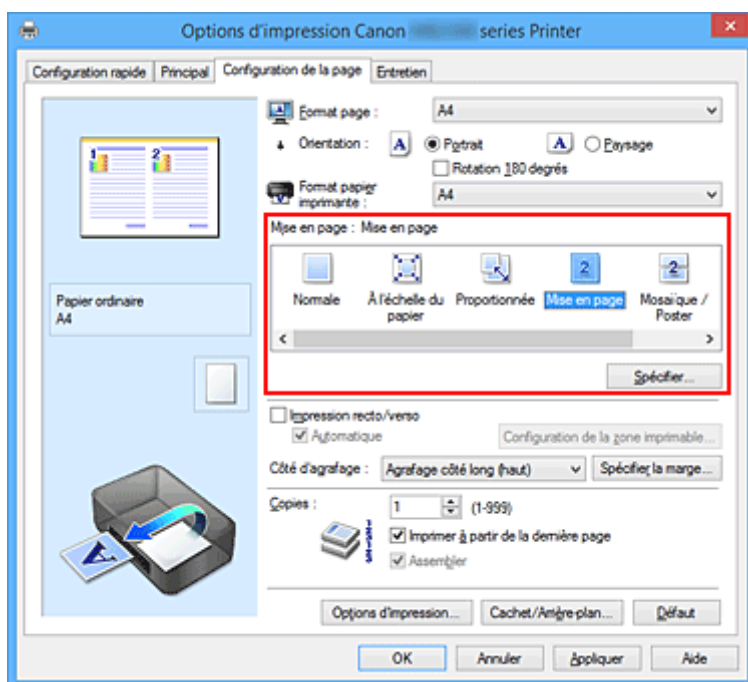 Options d'impression Canon series Printer
Configuration rapide Principal Configuration de la page Entretien
Format page : A4
Orientation : A Portrait A Paysage
Rotation 180 degrés
Format papier imprimante : A4
Mise en page : Mise en page
Normale À l'échelle du papier Proportionnée Mise en page Mosaïque / Poster
Spécifier...
1 2
Papier ordinaire
A4
Impression recto/verso
Automatique Configuration de la zone imprimable...
Côté d'agrafage : Agrafage côté long (haut) Spécifier la marge...
Copies : 1 (1-999)
Imprimer à partir de la dernière page
Assembler
Options d'impression... Cachet/Arrière-plan... Défaut
OK Annuler Appliquer Aide